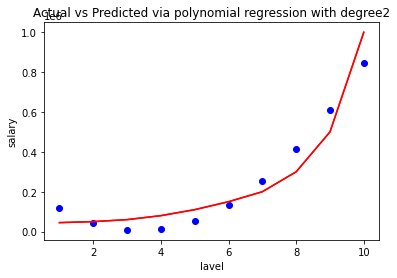 Actual vs Predicted via polynomial regression with degree2
1e6
1.0
0.8
0.6
0.4
0.2
0.0
salary
2 4 6 8 10
lavel